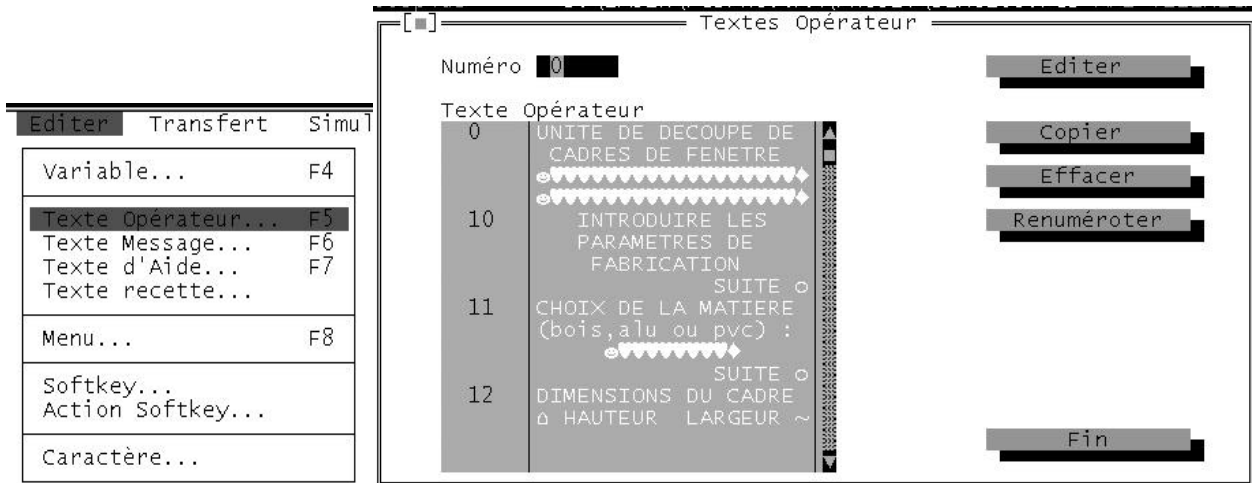 Editer Transfert Simul
Variable... F4
Texte Opérateur... F5
Texte Message... F6
Texte d'Aide... F7
Texte recette...
Menu... F8
Softkey...
Action Softkey...
Caractère...
Textes Opérateur
Numéro 0
Texte Opérateur
0 UNITE DE DECOUPE DE
CADRES DE FENETRE
10 INTRODUIRE LES
PARAMETRES DE
FABRICATION
SUITE
11 CHOIX DE LA MATIERE
(bois,alu ou pvc) :
SUITE
12 DIMENSIONS DU CADRE
HAUTEUR LARGEUR ~
Editer
Copier
Effacer
Renuméroter
Fin